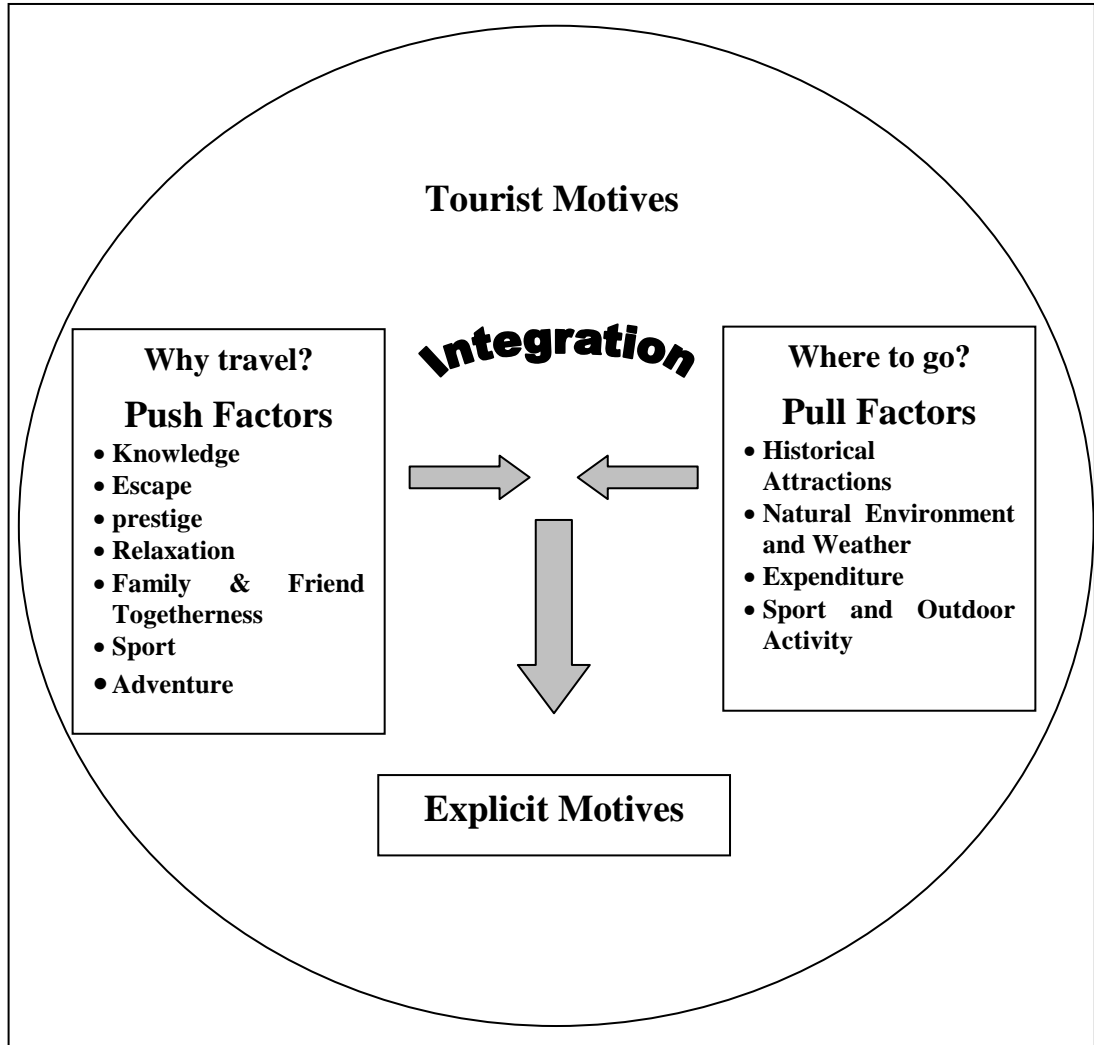 Tourist Motives
Why travel?
Push Factors
• Knowledge
• Escape
• prestige
• Relaxation
• Family & Friend
Togetherness
• Sport
• Adventure
Integration
Where to go?
Pull Factors
• Historical
Attractions
• Natural Environment
and Weather
• Expenditure
• Sport and Outdoor
Activity
Explicit Motives